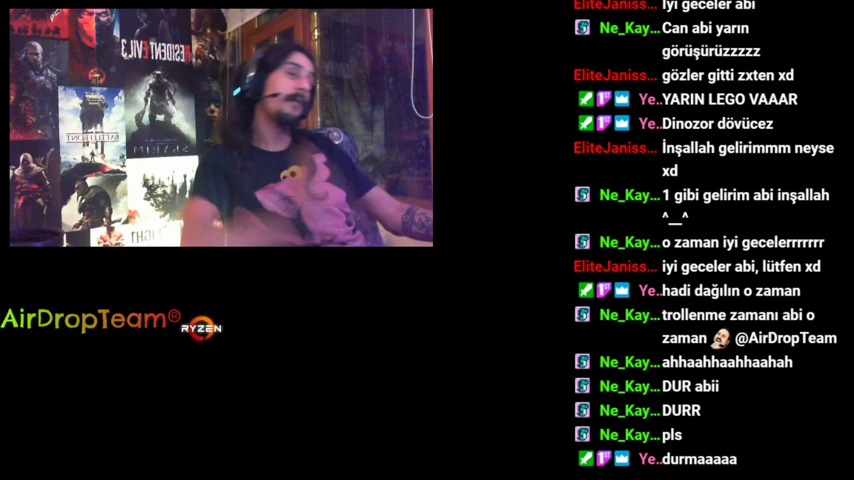 İyi geceler abi
EliteJaniss...
Ne_Kay... Can abi yarın
görüşürüzzzzz
EliteJaniss... gözler gitti zxten xd
Ye.. YARIN LEGO VAAAR
Ye.. Dinozor dövücez
EliteJaniss... İnşallah gelirimmm neyse
xd
Ne_Kay... 1 gibi gelirim abi inşallah
^__^
Ne_Kay... o zaman iyi gecelerrrrrrr
EliteJaniss... iyi geceler abi, lütfen xd
Ye.. hadi dağılın o zaman
Ne_Kay... trollenme zamanı abi o
zaman @AirDropTeam
Ne_Kay... ahhaahhaahhaahah
Ne_Kay... DUR abii
Ne_Kay... DURR
Ne_Kay... pls
Ye.. durmaaaaa
RESIDENT EVIL 3
BATTLEFRONT
SKYRIM
AirDropTeam®
RYZEN